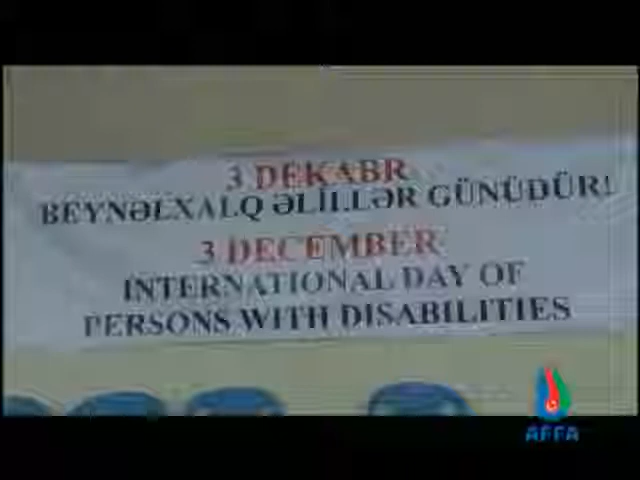 3 DEKABR
BEYNƏLXALQ ƏLİLLƏR GÜNÜDÜR!
3 DECEMBER
INTERNATIONAL DAY OF
PERSONS WITH DISABILITIES
AFFA